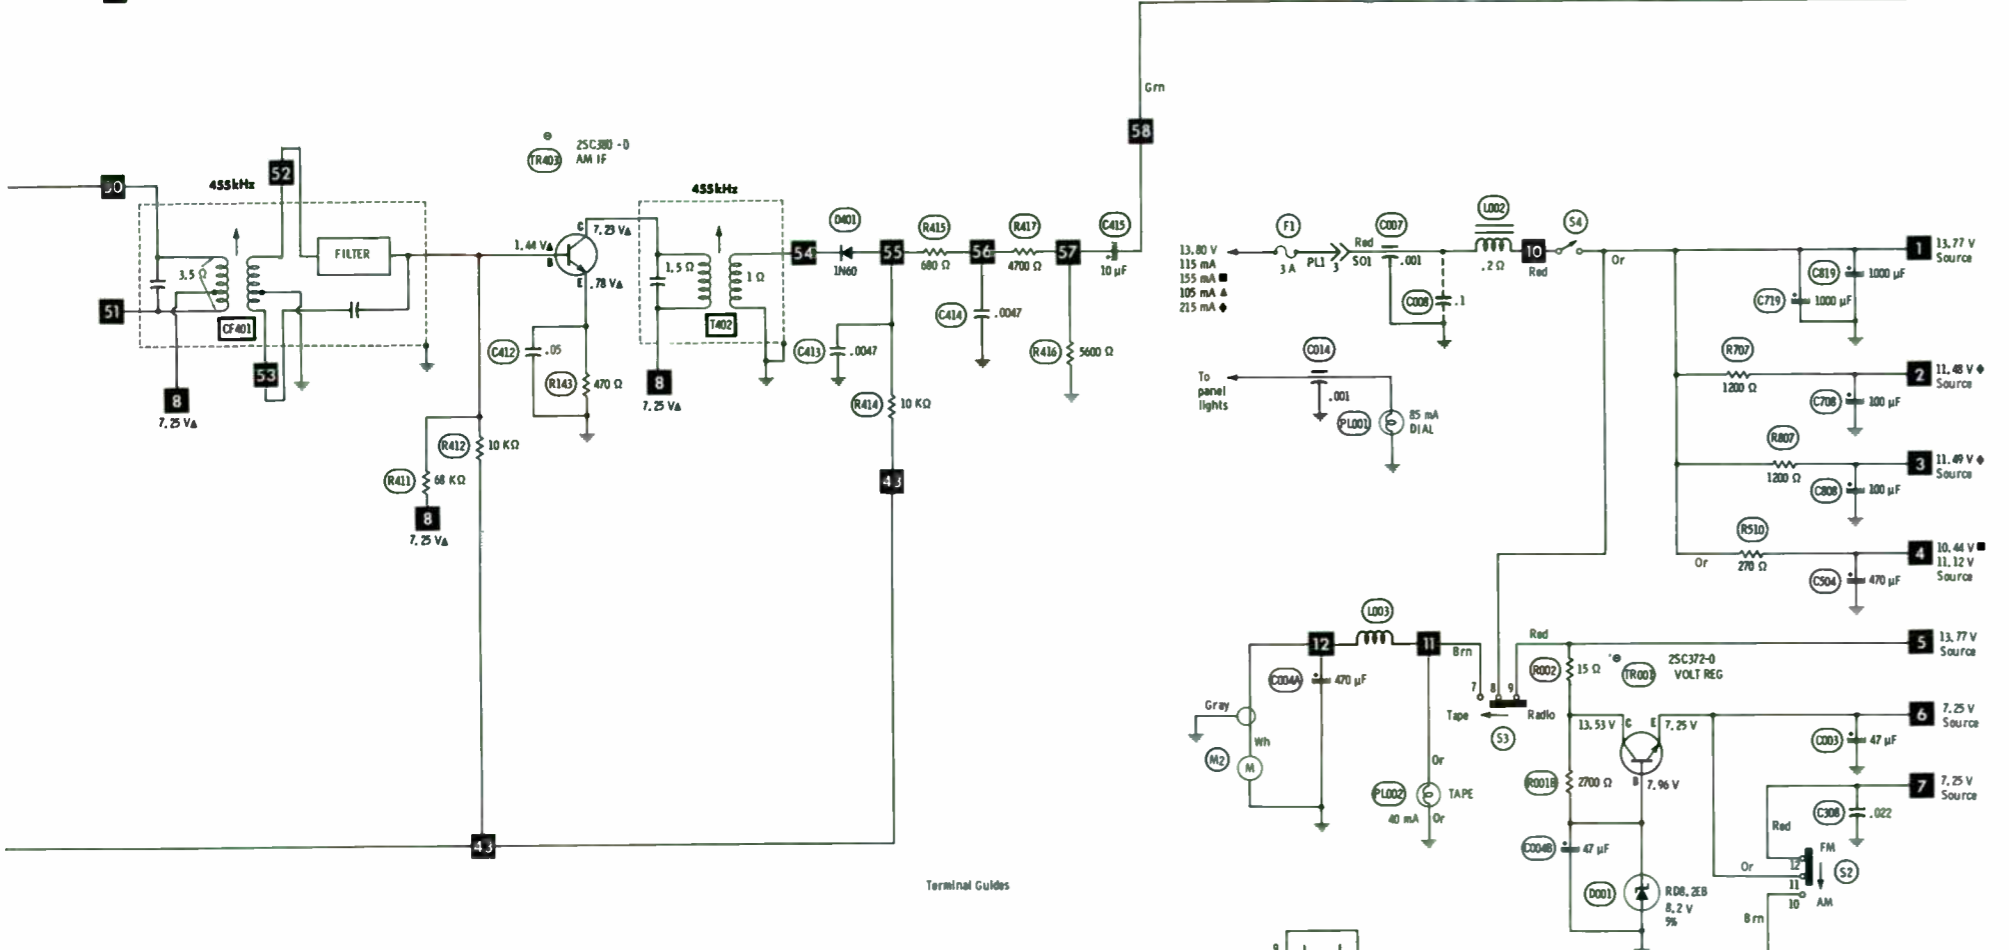 Grn
58
TR403
2SC380-D
AM IF
455kHz
52
51
3.5 Ω
FILTER
CF401
53
8
7.25 V▲
1.44 V▲
B
C
7.23 V▲
E
.78 V▲
C412
.05
R143
470 Ω
R412
10 KΩ
R411
68 KΩ
8
7.25 V▲
43
455kHz
1.5 Ω
1 Ω
T402
8
7.25 V▲
54
D401
1N60
55
R415
680 Ω
56
R417
4700 Ω
57
C415
10 µF
C413
.0047
C414
.0047
R416
5600 Ω
R414
10 KΩ
43
Terminal Guides
13.80 V
115 mA
155 mA■
105 mA▲
215 mA◆
F1
3 A
PL1
3
SO1
Red
C007
.001
C008
.1
L002
.2 Ω
10
Red
S4
Or
To
panel
lights
C014
.001
PL001
85 mA
DIAL
C719
1000 µF
C819
1000 µF
1
13.77 V
Source
R707
1200 Ω
C708
100 µF
2
11.48 V◆
Source
R807
1200 Ω
C808
100 µF
3
11.49 V◆
Source
Or
R510
270 Ω
C504
470 µF
4
10.44 V■
11.12 V
Source
12
L003
11
Brn
C004A
470 µF
Gray
Wh
M2
M
Or
PL002
TAPE
40 mA
Or
7
8
9
Tape
Radio
S3
Red
R002
15 Ω
TR001
2SC372-O
VOLT REG
5
13.77 V
Source
13.53 V
C
E
7.25 V
B
7.96 V
6
7.25 V
Source
C003
47 µF
R001B
2700 Ω
C004B
47 µF
D001
RD8.2EB
8.2 V
5%
7
7.25 V
Source
C308
.022
Red
FM
12
Or
11
S2
10
AM
Brn